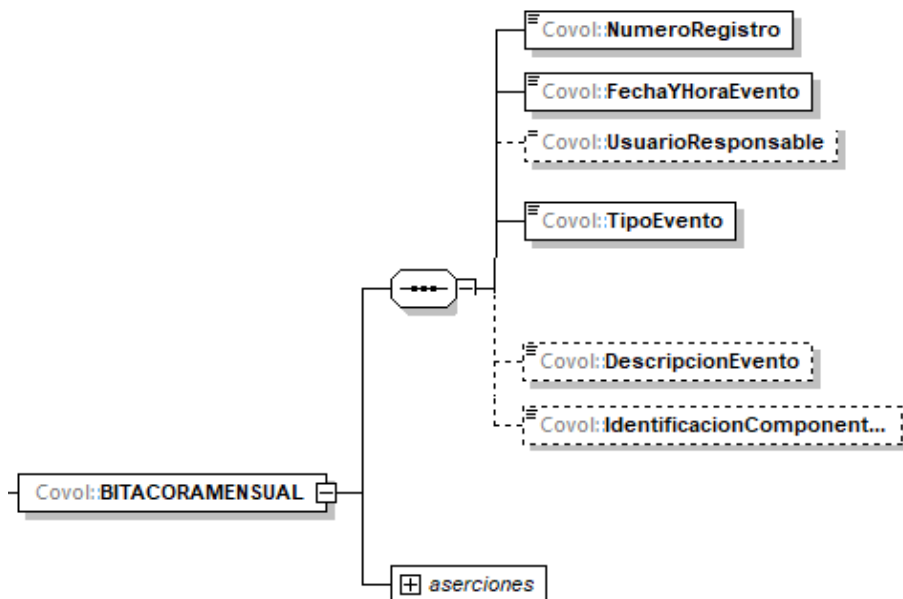 Covol::NumeroRegistro
Covol::FechaYHoraEvento
Covol::UsuarioResponsable
Covol::TipoEvento
Covol::DescripcionEvento
Covol::IdentificacionComponent...
Covol::BITACORAMENSUAL
aserciones